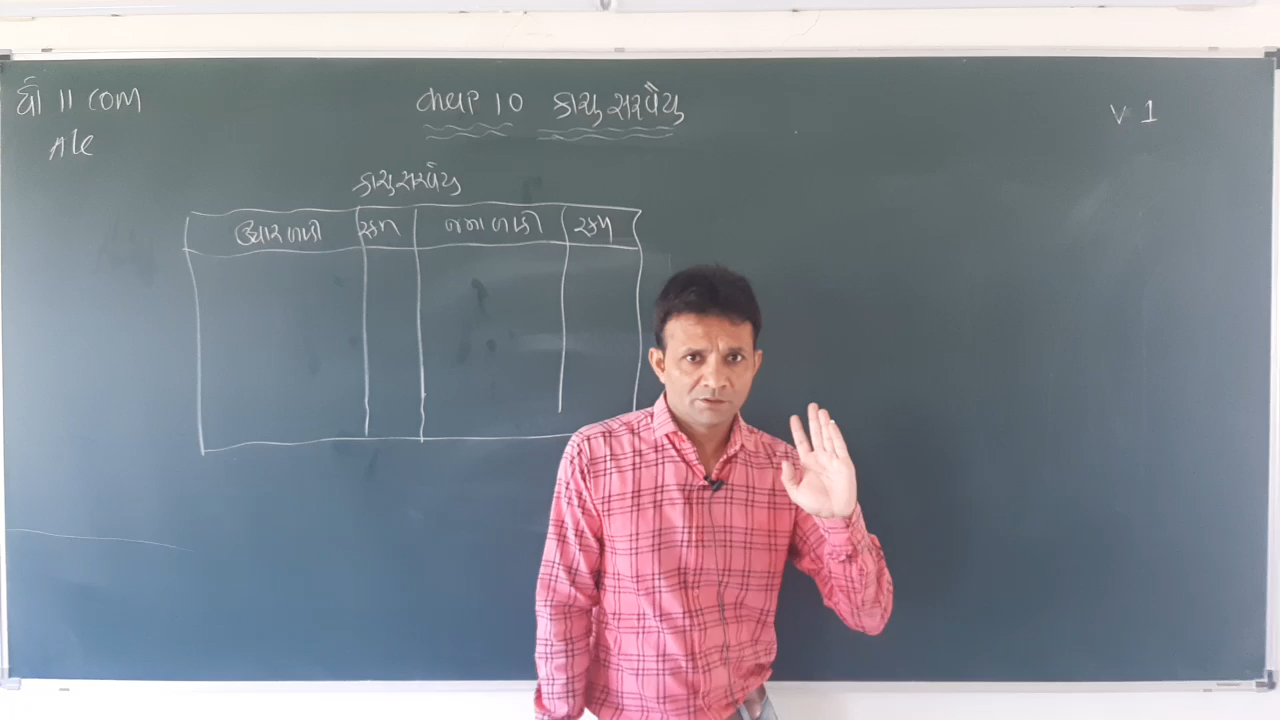 ધો 11 COM
A/c
chap 10 કાચુ સરવૈયુ
v 1
કાચુ સરવૈયુ
ઉધાર બાકી રકમ જમા બાકી રકમ